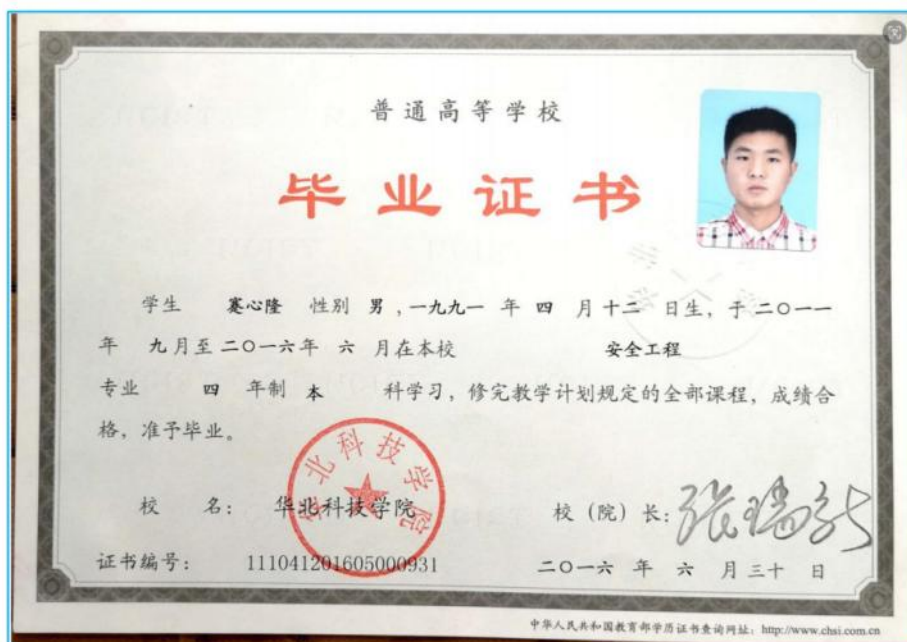 普通高等学校
毕业证书
学生 蹇心隆 性别 男，一九九一 年 四 月 十二 日生，于 二〇一一
年 九 月至 二〇一六 年 六 月在本校 安全工程
专业 四 年制 本 科学习，修完教学计划规定的全部课程，成绩合
格，准予毕业。
华北科技学院
校 名： 华北科技学院 校（院）长：
证书编号： 111041201605000931 二〇一六 年 六 月 三十 日
中华人民共和国教育部学历证书查询网址：http://www.chsi.com.cn